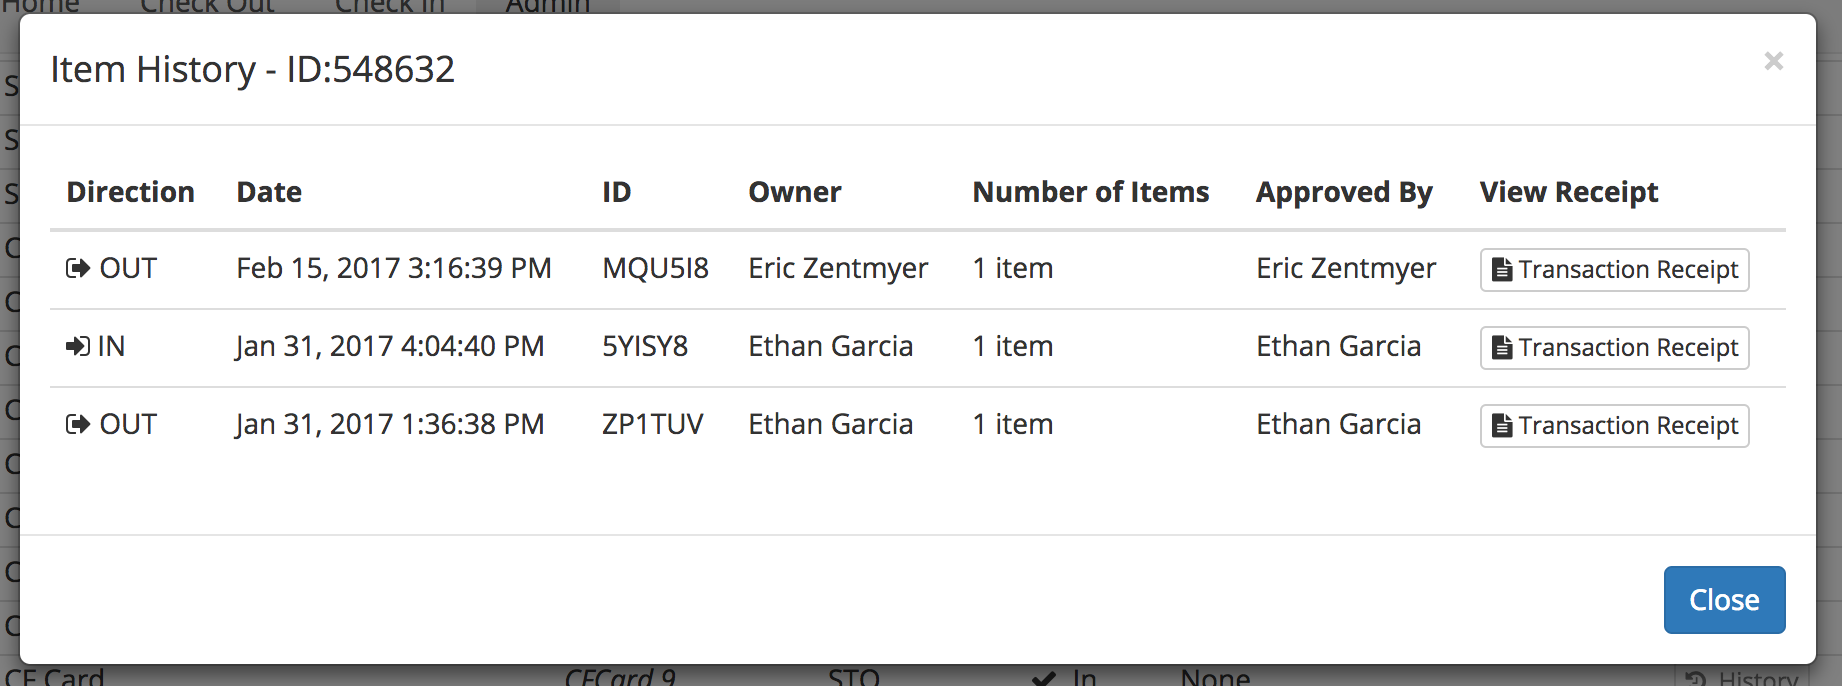 Home Check Out Check In Admin
Item History - ID:548632 ×
Direction Date ID Owner Number of Items Approved By View Receipt
OUT Feb 15, 2017 3:16:39 PM MQU5I8 Eric Zentmyer 1 item Eric Zentmyer Transaction Receipt
IN Jan 31, 2017 4:04:40 PM 5YISY8 Ethan Garcia 1 item Ethan Garcia Transaction Receipt
OUT Jan 31, 2017 1:36:38 PM ZP1TUV Ethan Garcia 1 item Ethan Garcia Transaction Receipt
Close
CF Card CFCard 9 STO In None History